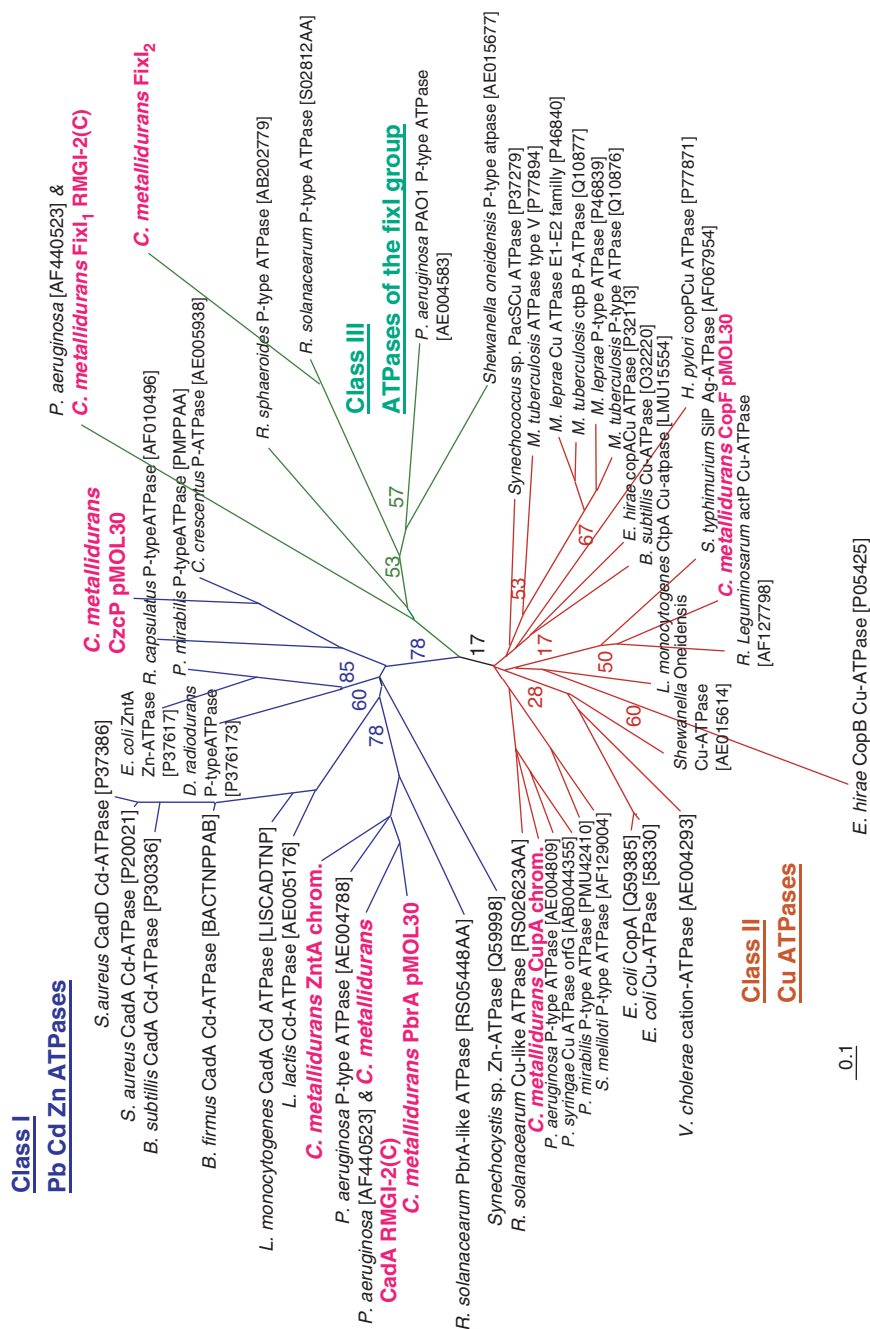 Class I
Pb Cd Zn ATPases
S.aureus CadD Cd-ATPase [P37386]
S. aureus CadA Cd-ATPase [P20021]
B. subtillis CadA Cd-ATPase [P30336]
B. firmus CadA Cd-ATPase [BACTNPPAB]
L. monocytogenes CadA Cd ATPase [LISCADTNP]
L. lactis Cd-ATPase [AE005176]
C. metallidurans ZntA chrom.
P. aeruginosa P-type ATPase [AE004788]
P. aeruginosa [AF440523] & C. metallidurans
CadA RMGI-2(C)
C. metallidurans PbrA pMOL30
R. solanacearum PbrA-like ATPase [RS05448AA]
Synechocystis sp. Zn-ATPase [Q59998]
E. coli ZntA
Zn-ATPase
[P37617]
D. radiodurans
P-typeATPase
[P376173]
C. metallidurans
CzcP pMOL30
R. capsulatus P-typeATPase [AF010496]
P. mirabilis P-typeATPase [PMPPAA]
C. crescentus P-ATPase [AE005938]
P. aeruginosa [AF440523] &
C. metallidurans FixI1 RMGI-2(C)
C. metallidurans FixI2
R. sphaeroides P-type ATPase [AB202779]
R. solanacearum P-type ATPase [S02812AA]
Class III
ATPases of the fixI group
P. aeruginosa PAO1 P-type ATPase
[AE004583]
Shewanella oneidensis P-type atpase [AE015677]
Synechococcus sp. PacSCu ATPase [P37279]
M. tuberculosis ATPase type V [P77894]
M. leprae Cu ATPase E1-E2 familly [P46840]
M. tuberculosis ctpB P-ATPase [Q10877]
M. leprae P-type ATPase [P46839]
M. tuberculosis P-type ATPase [Q10876]
E. hirae copACu ATPase [P32113]
B. subtillis Cu-ATPase [O32220]
L. monocytogenes CtpA Cu-atpase [LMU15554]
H. pylori copPCu ATPase [P77871]
S. typhimurium SilP Ag-ATPase [AF067954]
C. metallidurans CopF pMOL30
R. Leguminosarum actP Cu-ATPase
[AF127798]
Shewanella Oneidensis
Cu-ATPase
[AE015614]
E. hirae CopB Cu-ATPase [P05425]
R. solanacearum Cu-like ATPase [RS02623AA]
C. metallidurans CupA chrom.
P. aeruginosa P-type ATPase [AE004809]
P. syringae Cu ATPase orfG [AB0044355]
P. mirabilis P-type ATPase [PMU42410]
S. meliloti P-type ATPase [AF129004]
E. coli CopA [Q59385]
E. coli Cu-ATPase [58330]
V. cholerae cation-ATPase [AE004293]
Class II
Cu ATPases
85
60
78
78
53
57
17
53
67
17
50
28
60
0.1